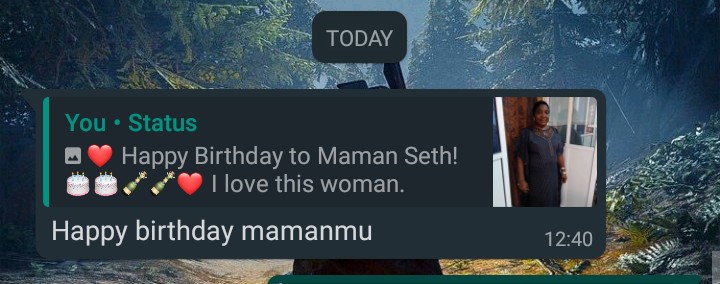 TODAY
You • Status
❤️ Happy Birthday to Maman Seth!
🎂🎂🍾🍾❤️ I love this woman.
Happy birthday mamanmu
12:40